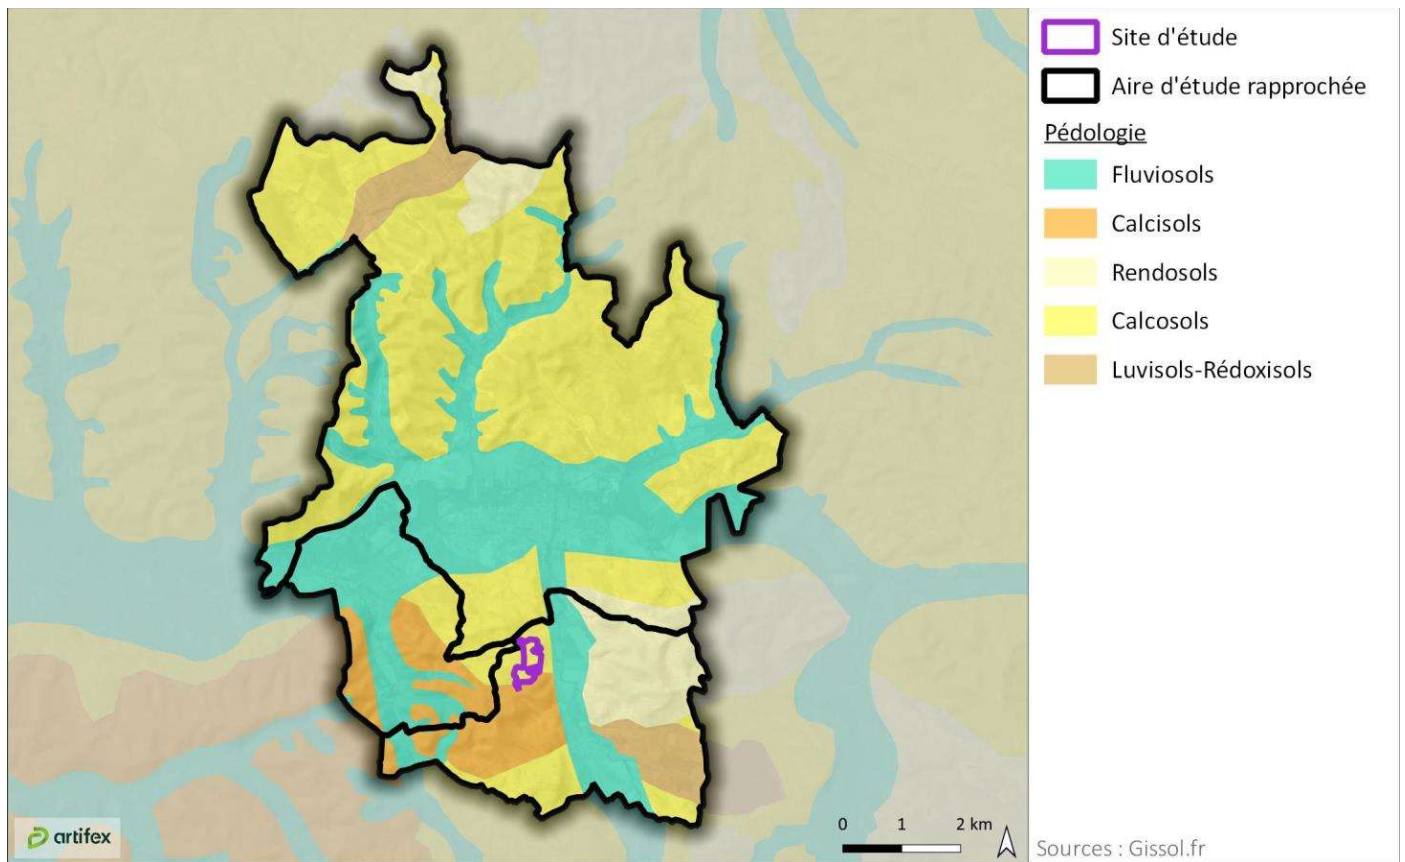 Site d'étude
Aire d'étude rapprochée
Pédologie
Fluviosols
Calcisols
Rendosols
Calcosols
Luvisols-Rédoxisols
0 1 2 km
artifex
Sources : Gissol.fr